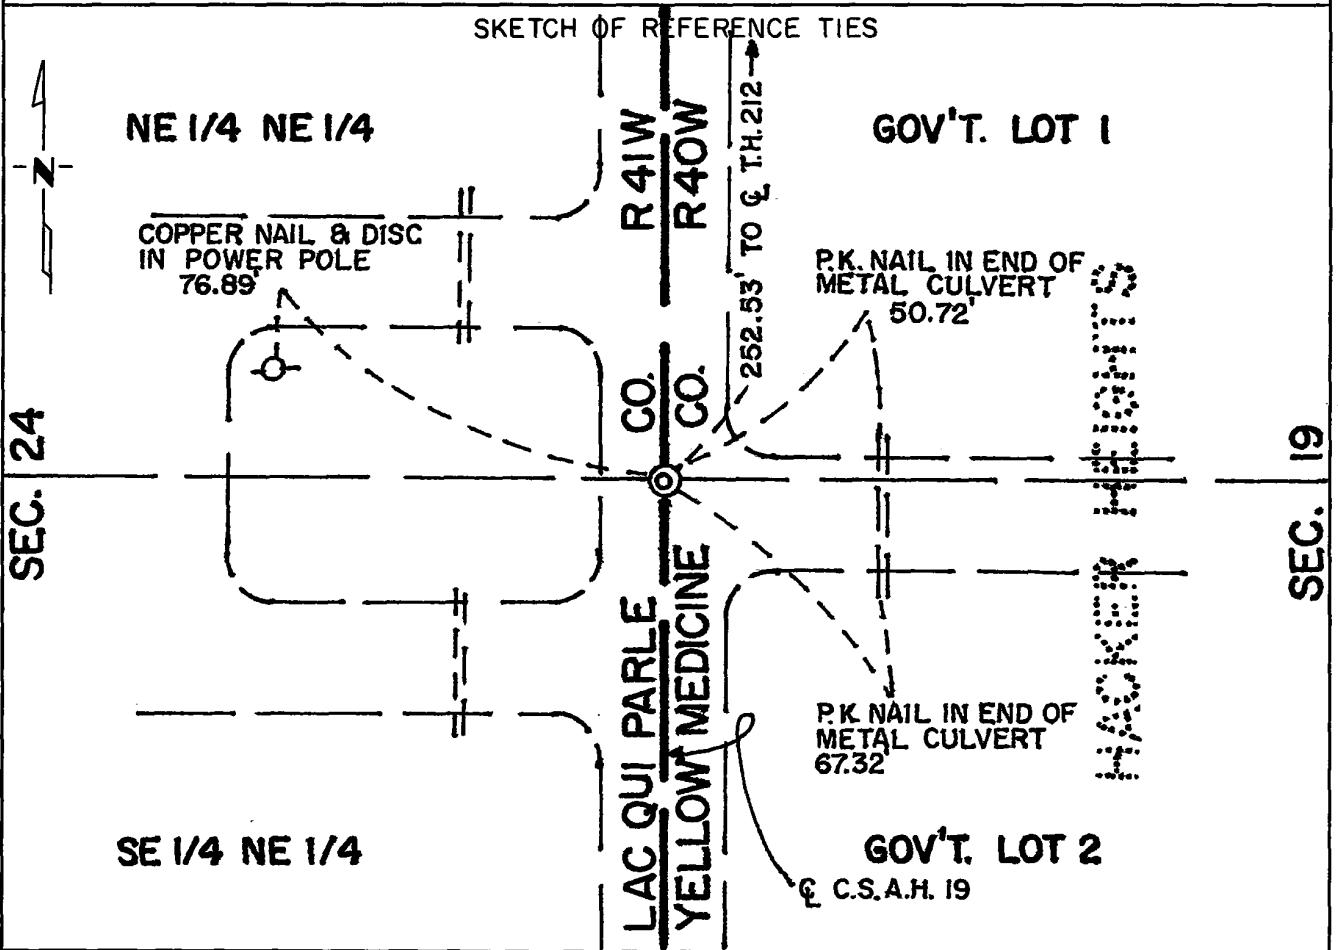 SKETCH OF REFERENCE TIES
N
NE 1/4 NE 1/4
GOV'T. LOT 1
R 41W
R 40W
252.53' TO ℄ T.H. 212
COPPER NAIL & DISC
IN POWER POLE
76.89'
P.K. NAIL IN END OF
METAL CULVERT
50.72'
HACKER HEIGHTS
CO.
CO.
SEC. 24
SEC. 19
LAC QUI PARLE
YELLOW MEDICINE
P.K. NAIL IN END OF
METAL CULVERT
67.32'
SE 1/4 NE 1/4
GOV'T. LOT 2
℄ C.S.A.H. 19